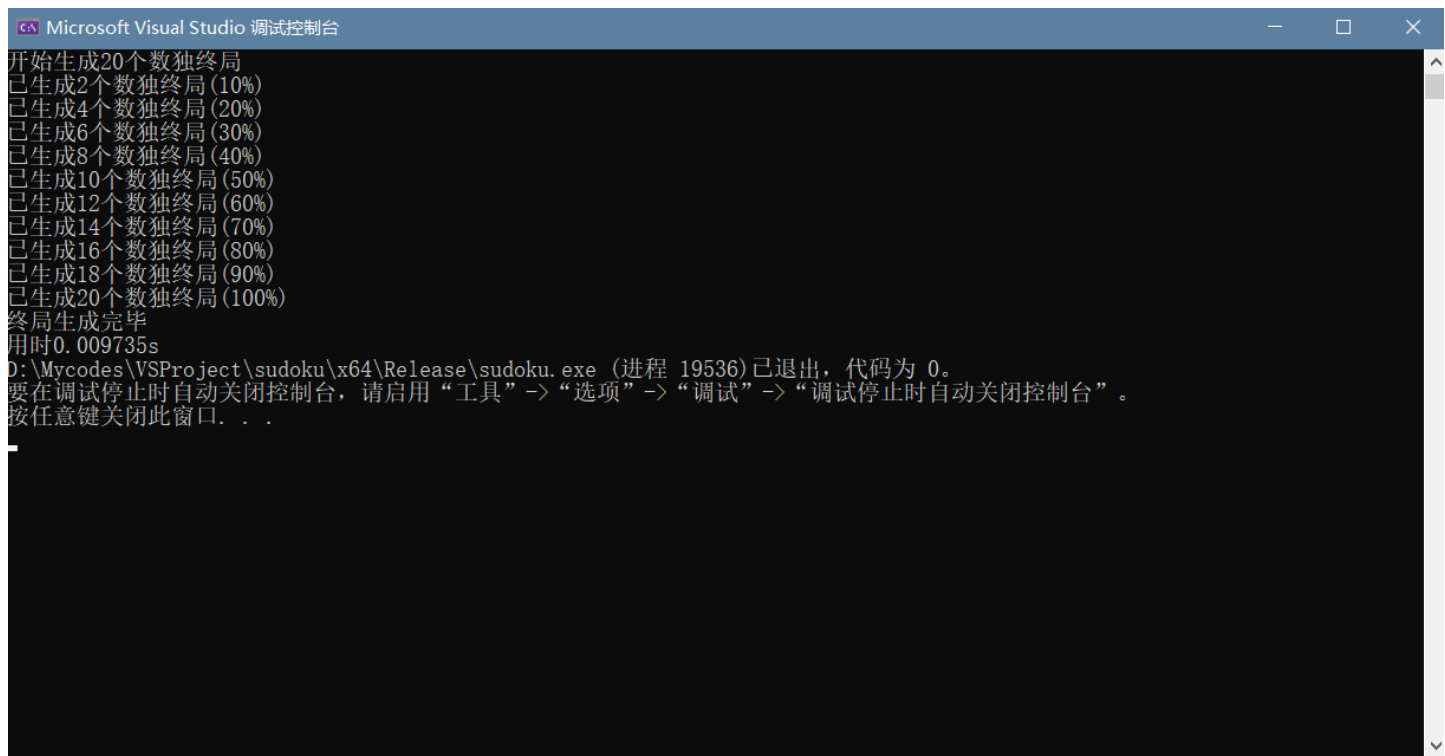 Microsoft Visual Studio 调试控制台
开始生成20个数独终局
已生成2个数独终局(10%)
已生成4个数独终局(20%)
已生成6个数独终局(30%)
已生成8个数独终局(40%)
已生成10个数独终局(50%)
已生成12个数独终局(60%)
已生成14个数独终局(70%)
已生成16个数独终局(80%)
已生成18个数独终局(90%)
已生成20个数独终局(100%)
终局生成完毕
用时0.009735s
D:\Mycodes\VSProject\sudoku\x64\Release\sudoku.exe (进程 19536)已退出，代码为 0。
要在调试停止时自动关闭控制台，请启用“工具”->“选项”->“调试”->“调试停止时自动关闭控制台”。
按任意键关闭此窗口. . .